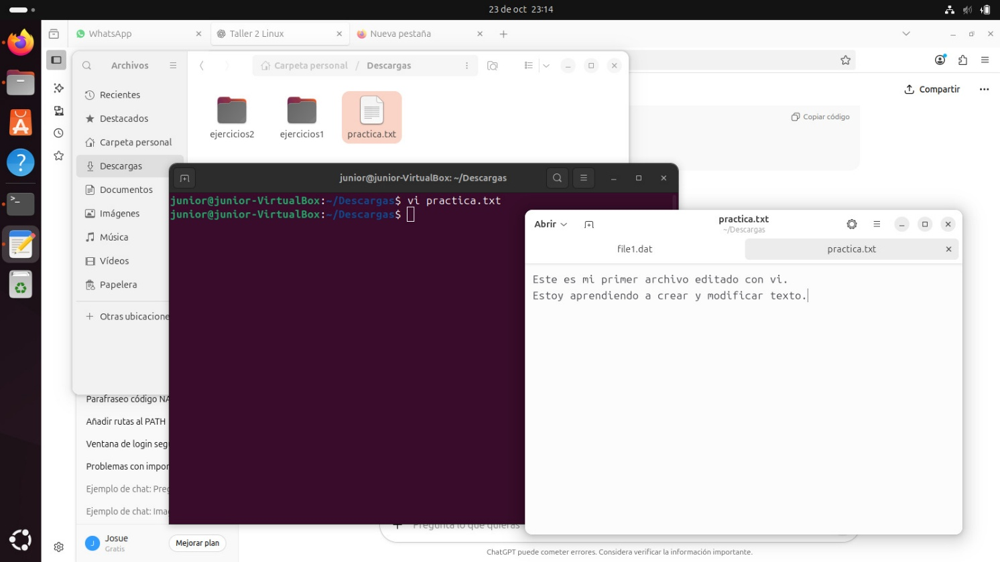 23 de oct 23:14
WhatsApp
Taller 2 Linux
Nueva pestaña
Archivos
Carpeta personal / Descargas
Recientes
Destacados
Carpeta personal
Descargas
Documentos
Imágenes
Música
Vídeos
Papelera
+ Otras ubicacione
ejercicios2
ejercicios1
practica.txt
Compartir
Copiar código
junior@junior-VirtualBox: ~/Descargas
junior@junior-VirtualBox:~/Descargas$ vi practica.txt
junior@junior-VirtualBox:~/Descargas$
Abrir
practica.txt
~/Descargas
file1.dat
practica.txt
Este es mi primer archivo editado con vi.
Estoy aprendiendo a crear y modificar texto.
Parafraseo código NA
Añadir rutas al PATH
Ventana de login seg
Problemas con impor
Ejemplo de chat: Preg
Ejemplo de chat: Ima
J
Josue
Gratis
Mejorar plan
Pregunta lo que quieras
ChatGPT puede cometer errores. Considera verificar la información importante.